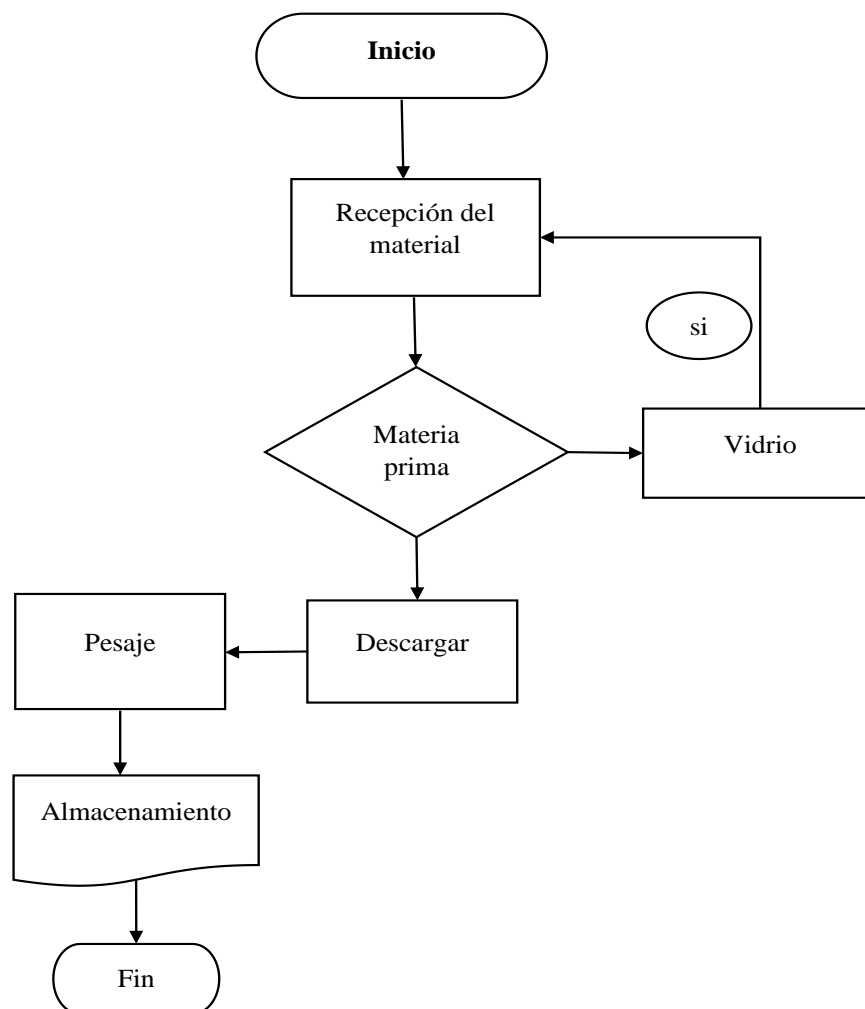 Inicio
Recepción del
material
si
Materia
prima
Vidrio
Pesaje
Descargar
Almacenamiento
Fin